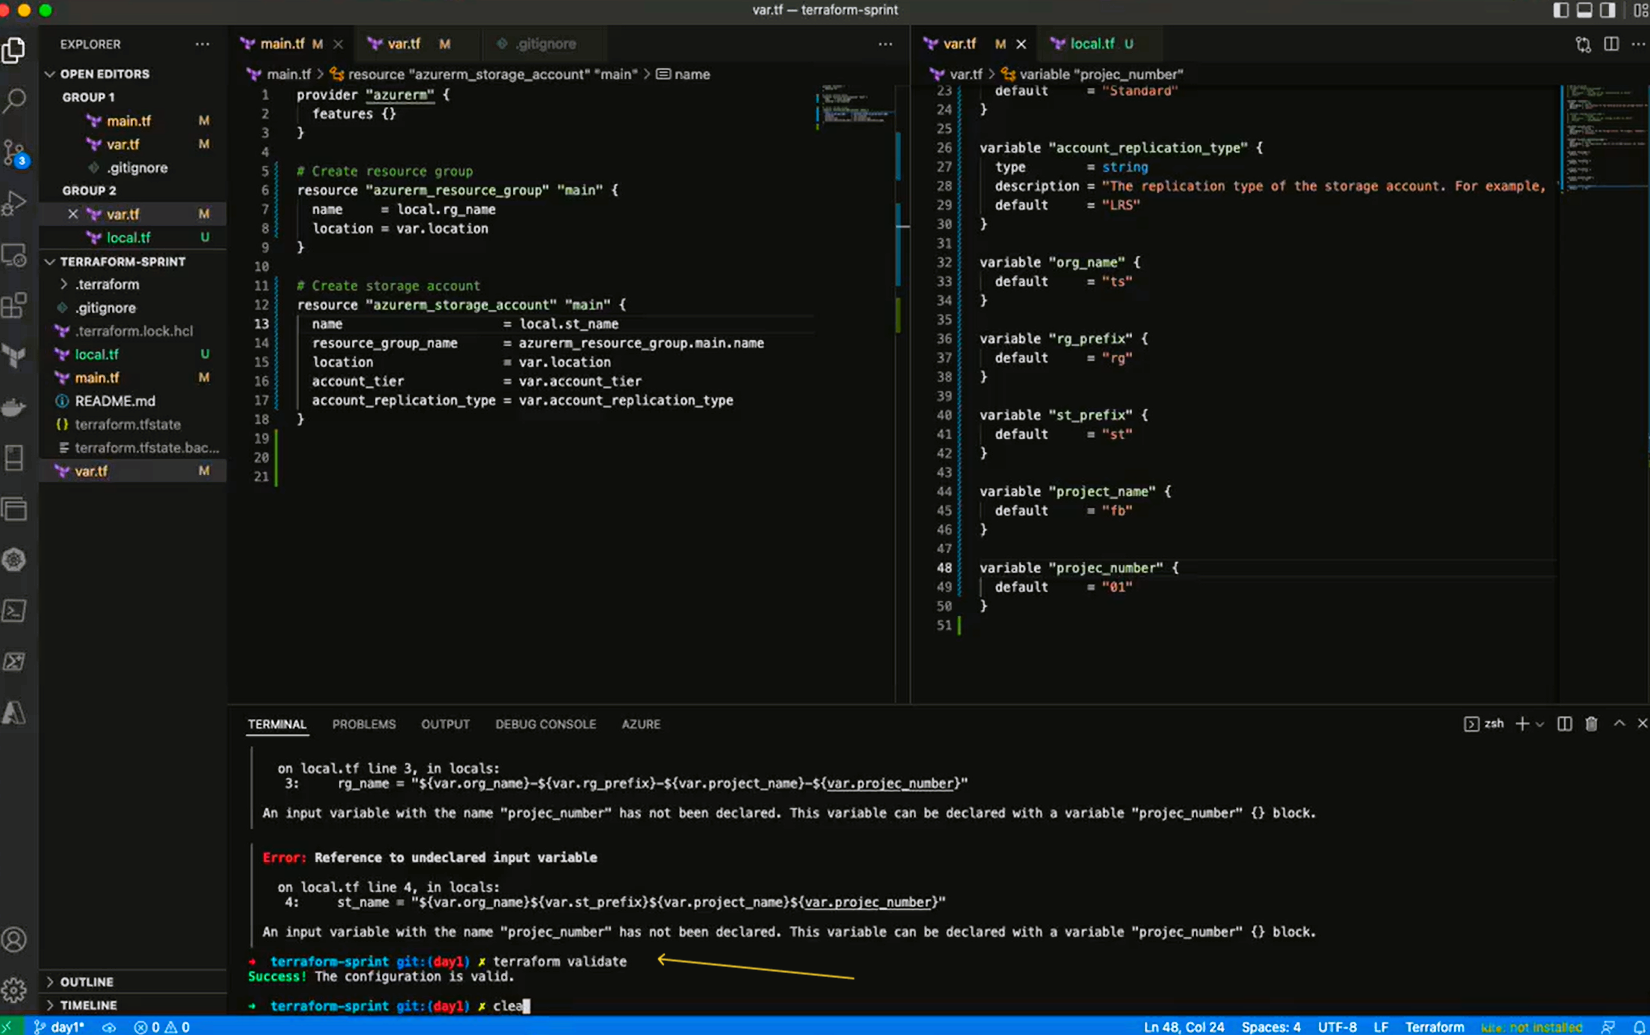 var.tf — terraform-sprint
EXPLORER
OPEN EDITORS
GROUP 1
main.tf M
var.tf M
.gitignore
GROUP 2
var.tf M
local.tf U
TERRAFORM-SPRINT
.terraform
.gitignore
.terraform.lock.hcl
local.tf U
main.tf M
README.md
terraform.tfstate
terraform.tfstate.bac...
var.tf M
OUTLINE
TIMELINE
3
main.tf M var.tf M .gitignore
main.tf > resource "azurerm_storage_account" "main" > name
1 provider "azurerm" {
2 features {}
3 }
4
5 # Create resource group
6 resource "azurerm_resource_group" "main" {
7 name = local.rg_name
8 location = var.location
9 }
10
11 # Create storage account
12 resource "azurerm_storage_account" "main" {
13 name = local.st_name
14 resource_group_name = azurerm_resource_group.main.name
15 location = var.location
16 account_tier = var.account_tier
17 account_replication_type = var.account_replication_type
18 }
19
20
21
var.tf M local.tf U
var.tf > variable "projec_number"
23 default = "Standard"
24 }
25
26 variable "account_replication_type" {
27 type = string
28 description = "The replication type of the storage account. For example,
29 default = "LRS"
30 }
31
32 variable "org_name" {
33 default = "ts"
34 }
35
36 variable "rg_prefix" {
37 default = "rg"
38 }
39
40 variable "st_prefix" {
41 default = "st"
42 }
43
44 variable "project_name" {
45 default = "fb"
46 }
47
48 variable "projec_number" {
49 default = "01"
50 }
51
TERMINAL PROBLEMS OUTPUT DEBUG CONSOLE AZURE
zsh
on local.tf line 3, in locals:
3: rg_name = "${var.org_name}-${var.rg_prefix}-${var.project_name}-${var.projec_number}"
An input variable with the name "projec_number" has not been declared. This variable can be declared with a variable "projec_number" {} block.
Error: Reference to undeclared input variable
on local.tf line 4, in locals:
4: st_name = "${var.org_name}${var.st_prefix}${var.project_name}${var.projec_number}"
An input variable with the name "projec_number" has not been declared. This variable can be declared with a variable "projec_number" {} block.
➜ terraform-sprint git:(day1) ✗ terraform validate
Success! The configuration is valid.
➜ terraform-sprint git:(day1) ✗ clea
day1* 0 0 Ln 48, Col 24 Spaces: 4 UTF-8 LF Terraform kite: not installed